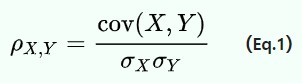 ρX,Y = cov(X, Y) / σXσY (Eq.1)